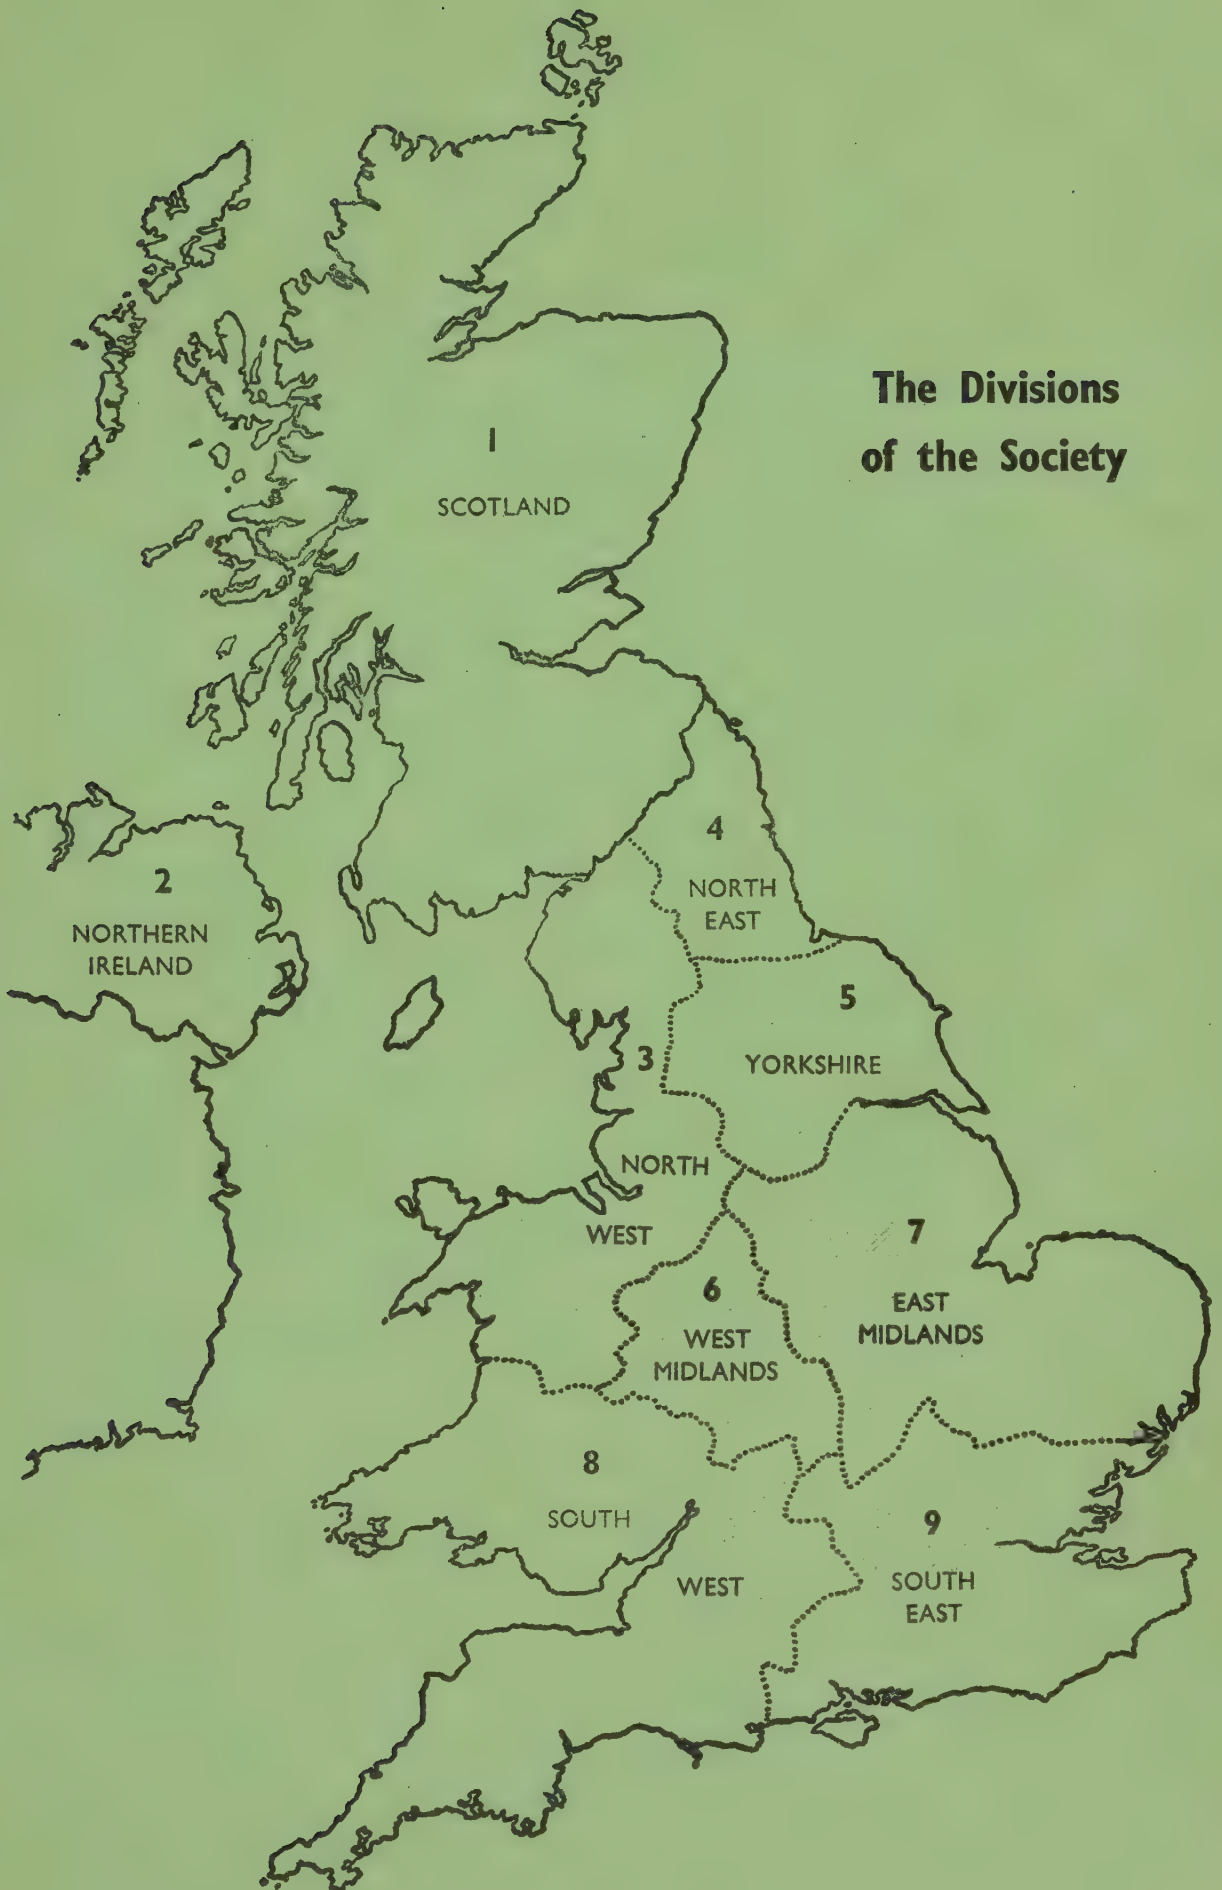 The Divisions
of the Society
1
SCOTLAND
2
NORTHERN
IRELAND
3
NORTH
WEST
4
NORTH
EAST
5
YORKSHIRE
6
WEST
MIDLANDS
7
EAST
MIDLANDS
8
SOUTH
WEST
9
SOUTH
EAST